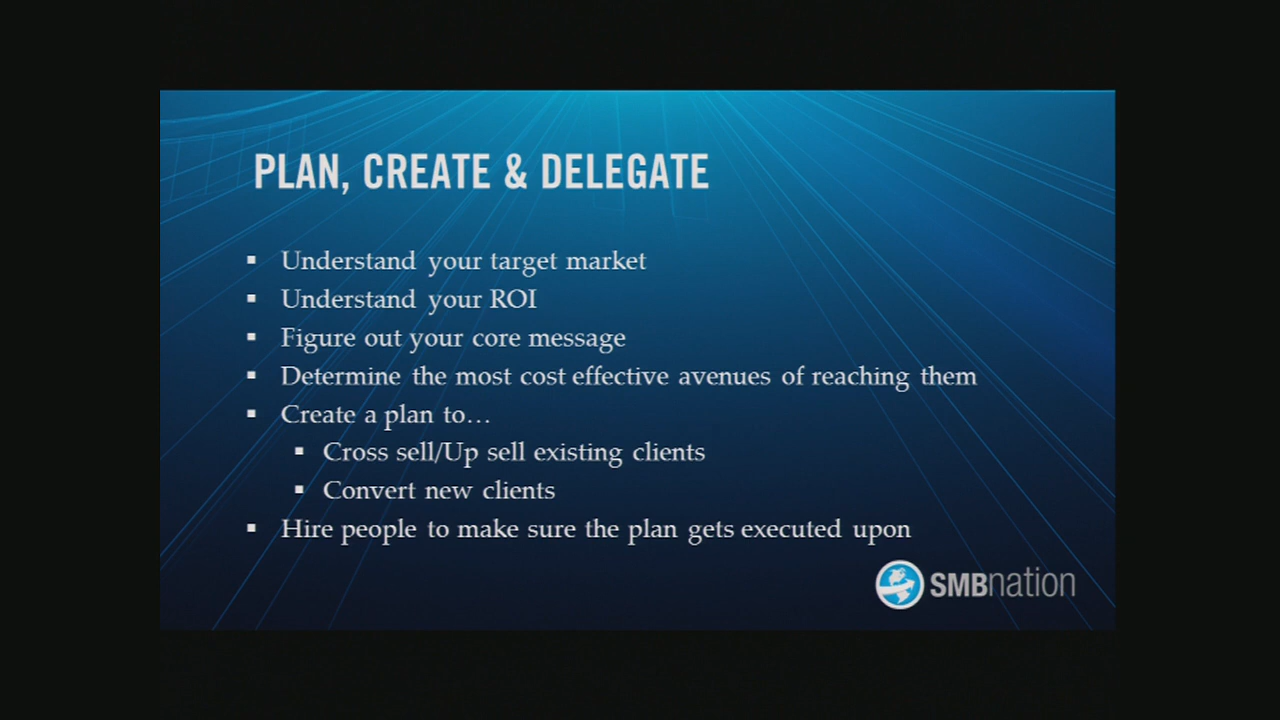 PLAN, CREATE & DELEGATE
▪ Understand your target market
▪ Understand your ROI
▪ Figure out your core message
▪ Determine the most cost effective avenues of reaching them
▪ Create a plan to…
▪ Cross sell/Up sell existing clients
▪ Convert new clients
▪ Hire people to make sure the plan gets executed upon
SMBnation